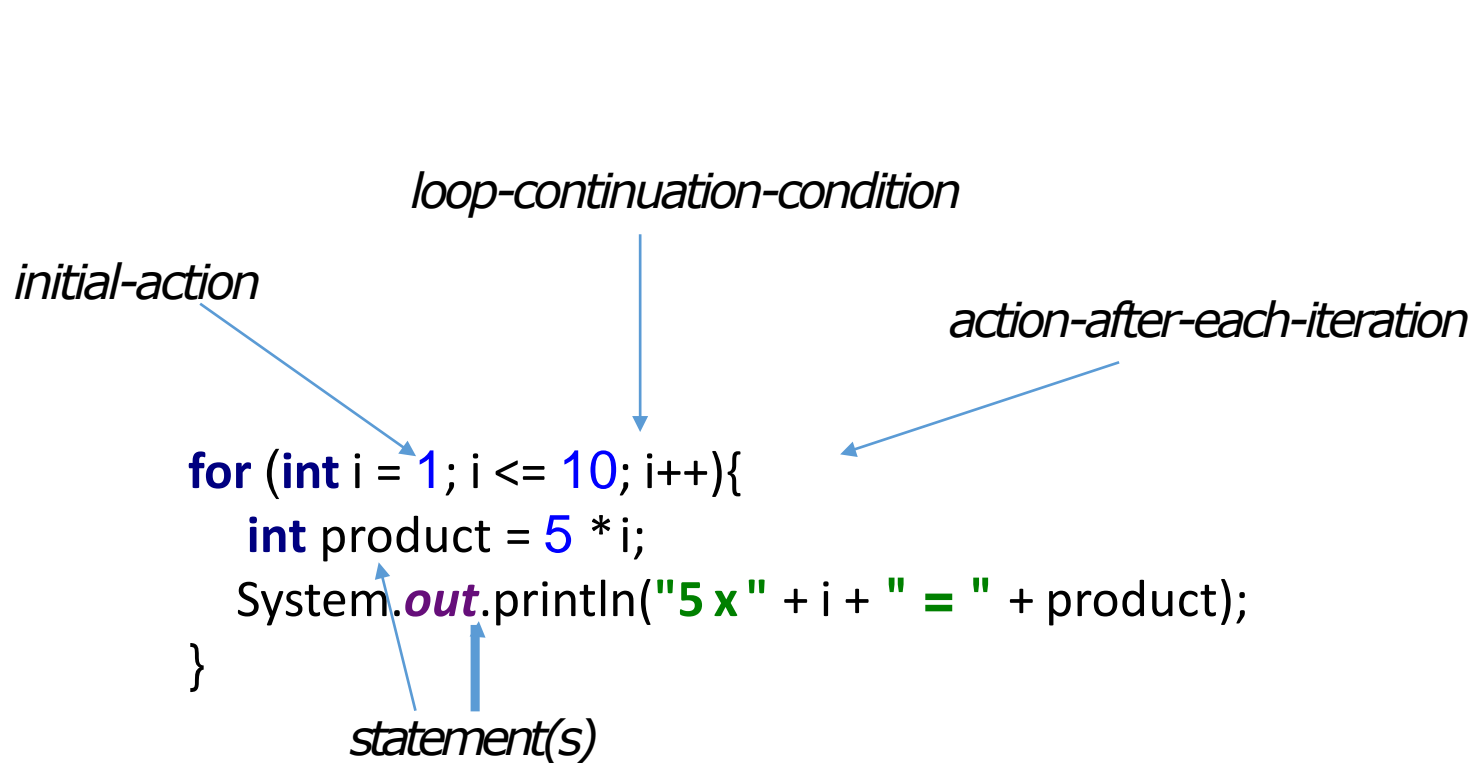 loop-continuation-condition
initial-action
action-after-each-iteration
for (int i = 1; i <= 10; i++){
int product = 5 * i;
System.out.println("5 x " + i + " = " + product);
}
statement(s)